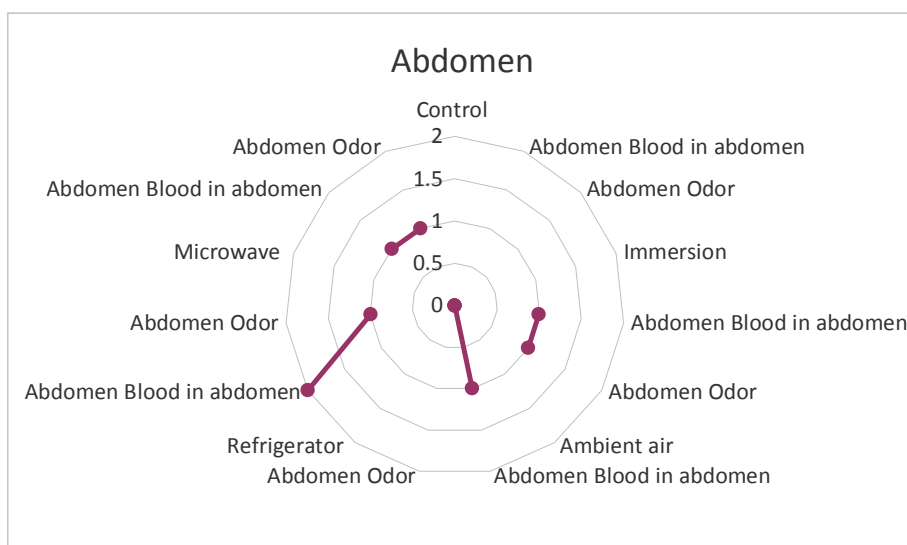 Abdomen
Control
2
Abdomen Odor
Abdomen Blood in abdomen
1.5
Abdomen Blood in abdomen
Abdomen Odor
1
Microwave
Immersion
0.5
0
Abdomen Odor
Abdomen Blood in abdomen
Abdomen Blood in abdomen
Abdomen Odor
Refrigerator
Ambient air
Abdomen Odor
Abdomen Blood in abdomen